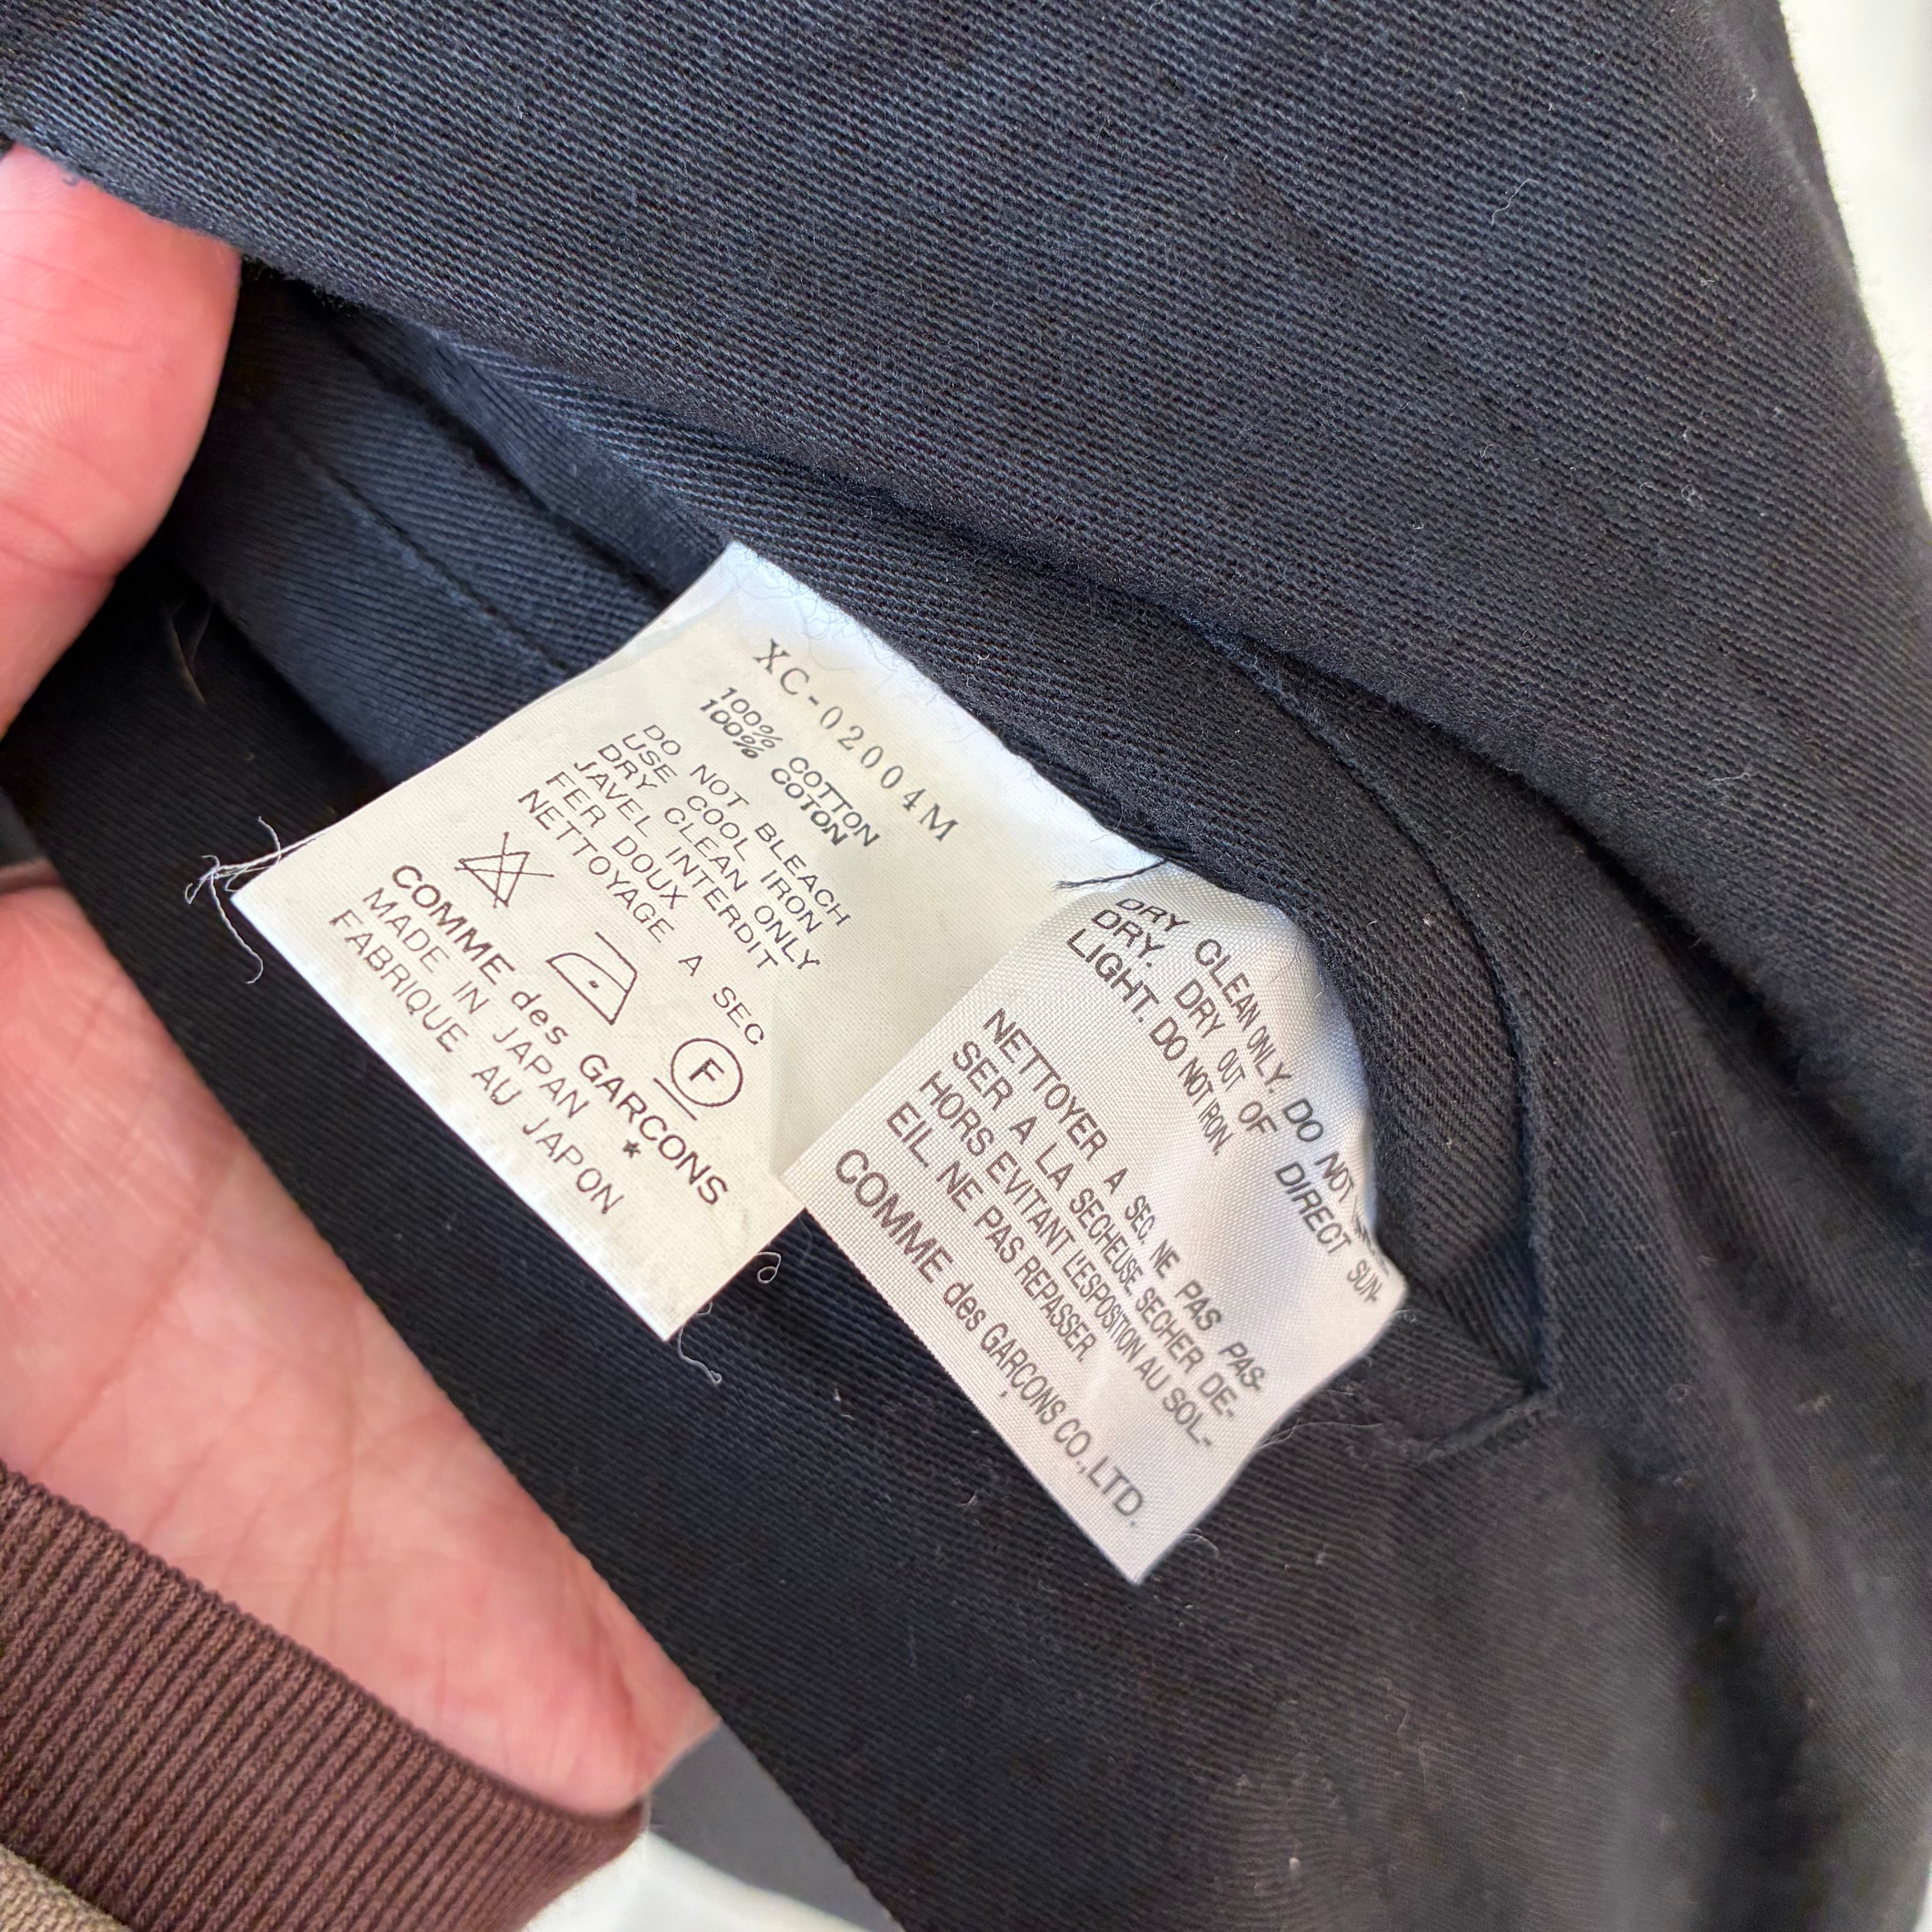 XC-02004M
100% COTTON
100% COTON
DO NOT BLEACH
USE COOL IRON
DRY CLEAN ONLY
JAVEL INTERDIT
FER DOUX
NETTOYAGE A SEC
F
COMME des GARCONS
MADE IN JAPAN *
FABRIQUE AU JAPON
DRY CLEAN ONLY. DO NOT
DRY. DRY OUT OF DIRECT SUN-
LIGHT. DO NOT IRON.
NETTOYER A SEC. NE PAS PAS-
SER A LA SECHEUSE. SECHER DE-
HORS EVITANT L'ESPOSITION AU SOL-
EIL. NE PAS REPASSER.
COMME des GARÇONS CO.,LTD.